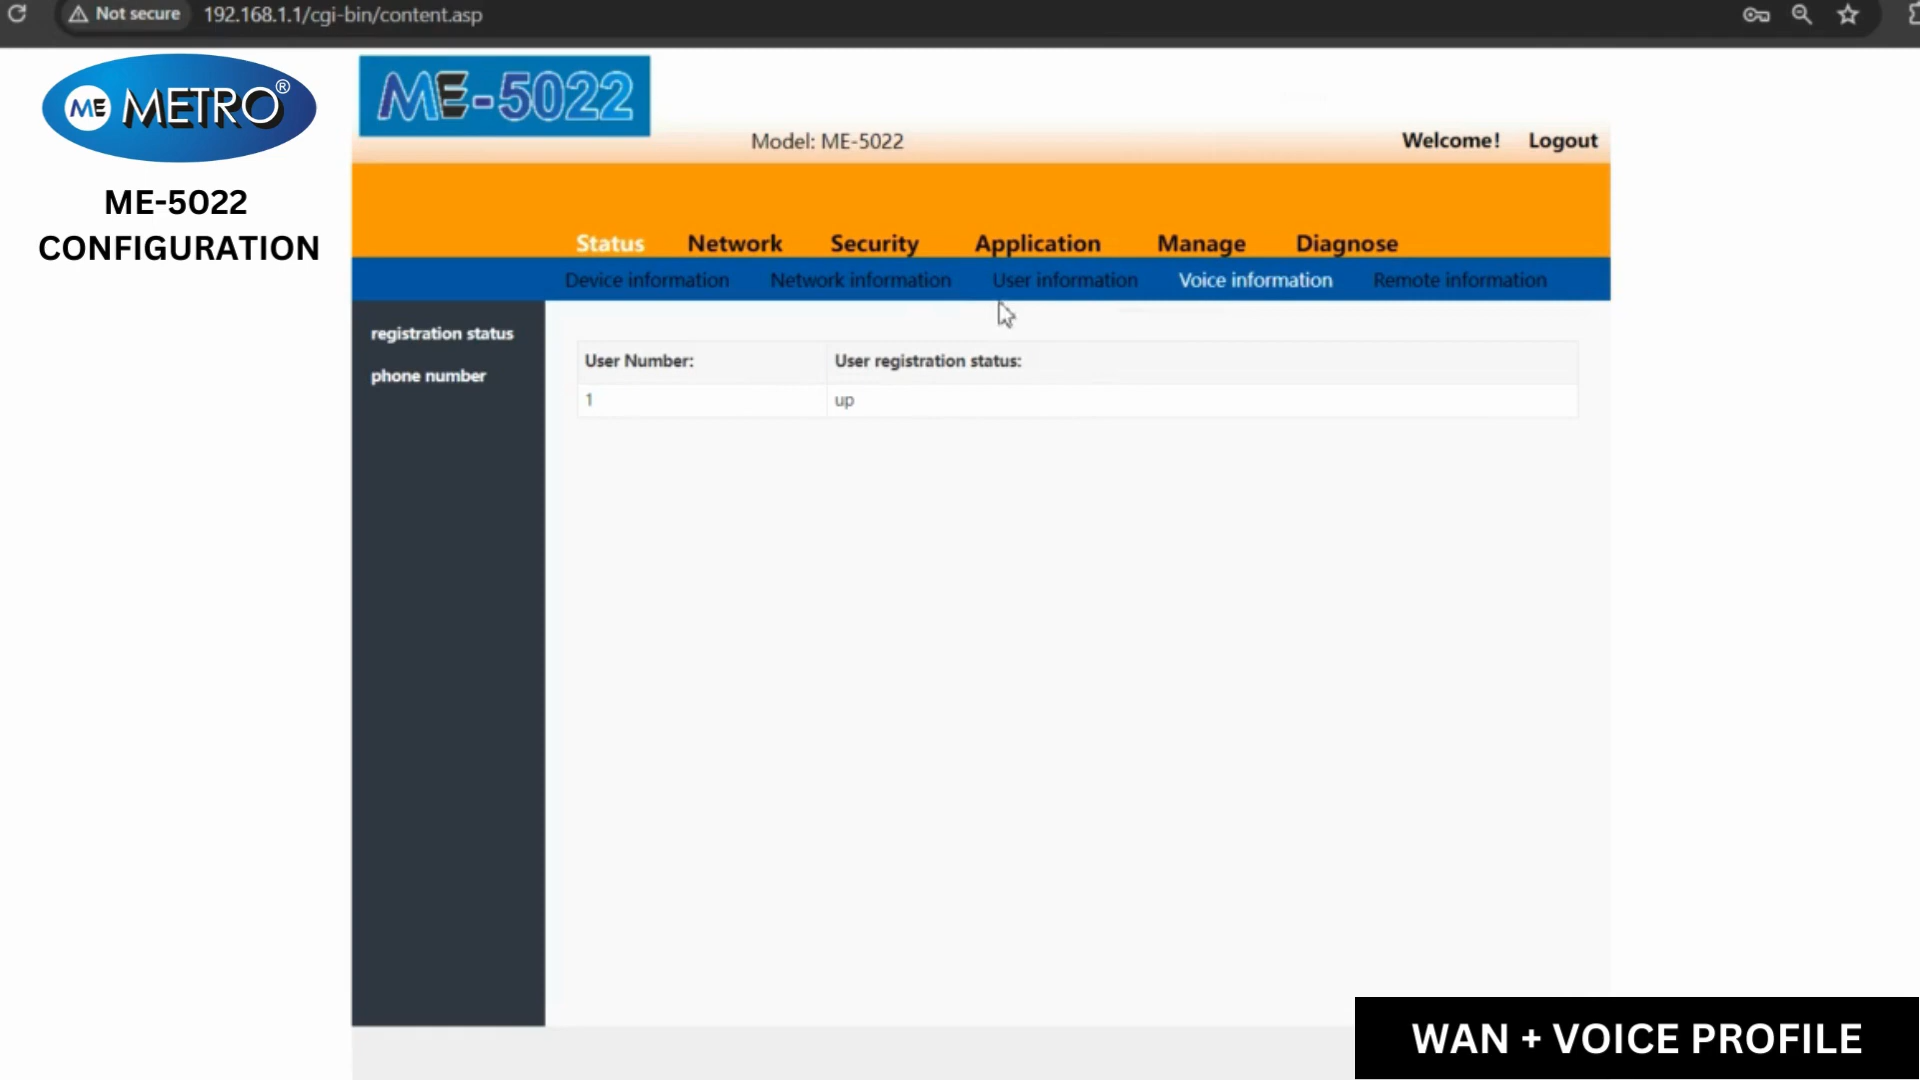 Not secure 192.168.1.1/cgi-bin/content.asp
ME METRO®
ME-5022
CONFIGURATION
ME-5022
Model: ME-5022
Welcome! Logout
Status Network Security Application Manage Diagnose
Device information Network information User information Voice information Remote information
registration status
phone number
User Number: User registration status:
1 up
WAN + VOICE PROFILE